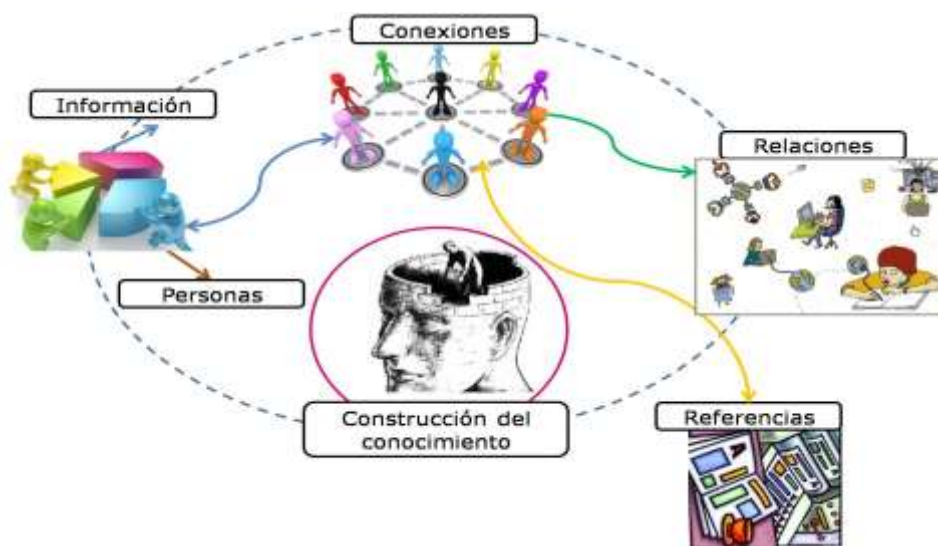 Conexiones
Información
Relaciones
Personas
Construcción del
conocimiento
Referencias
A